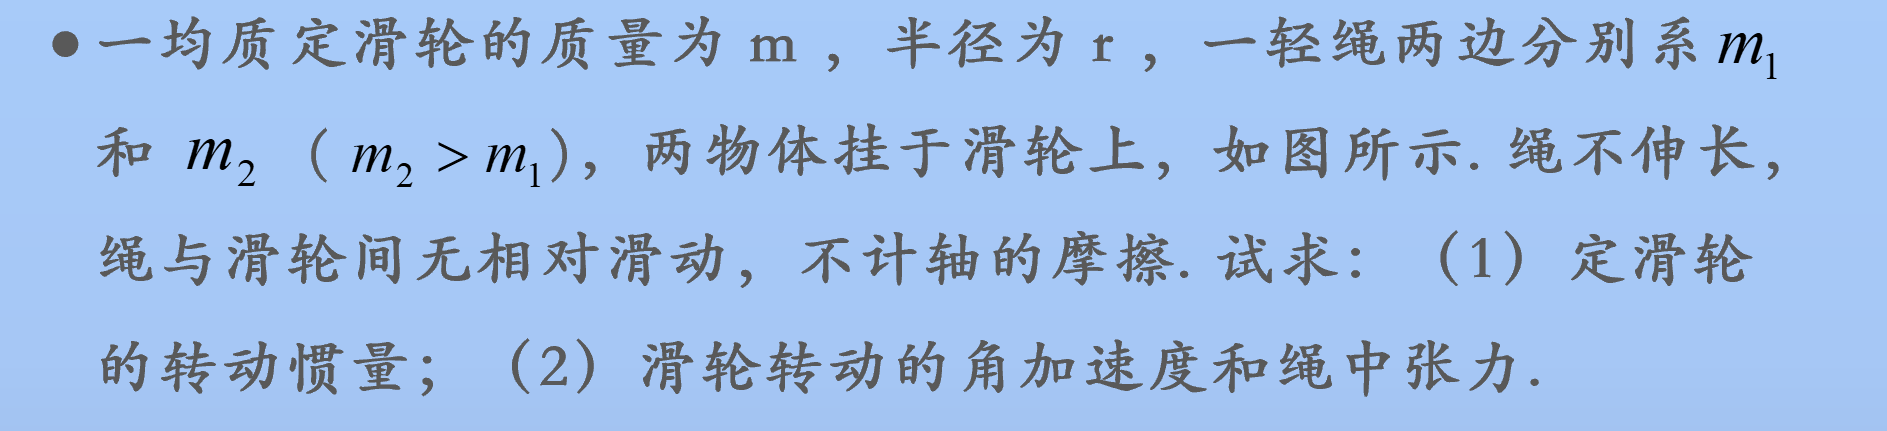 •一均质定滑轮的质量为 m ，半径为 r ，一轻绳两边分别系 m₁
和 m₂ （ m₂ > m₁），两物体挂于滑轮上，如图所示. 绳不伸长，
绳与滑轮间无相对滑动，不计轴的摩擦. 试求：（1）定滑轮
的转动惯量；（2）滑轮转动的角加速度和绳中张力.